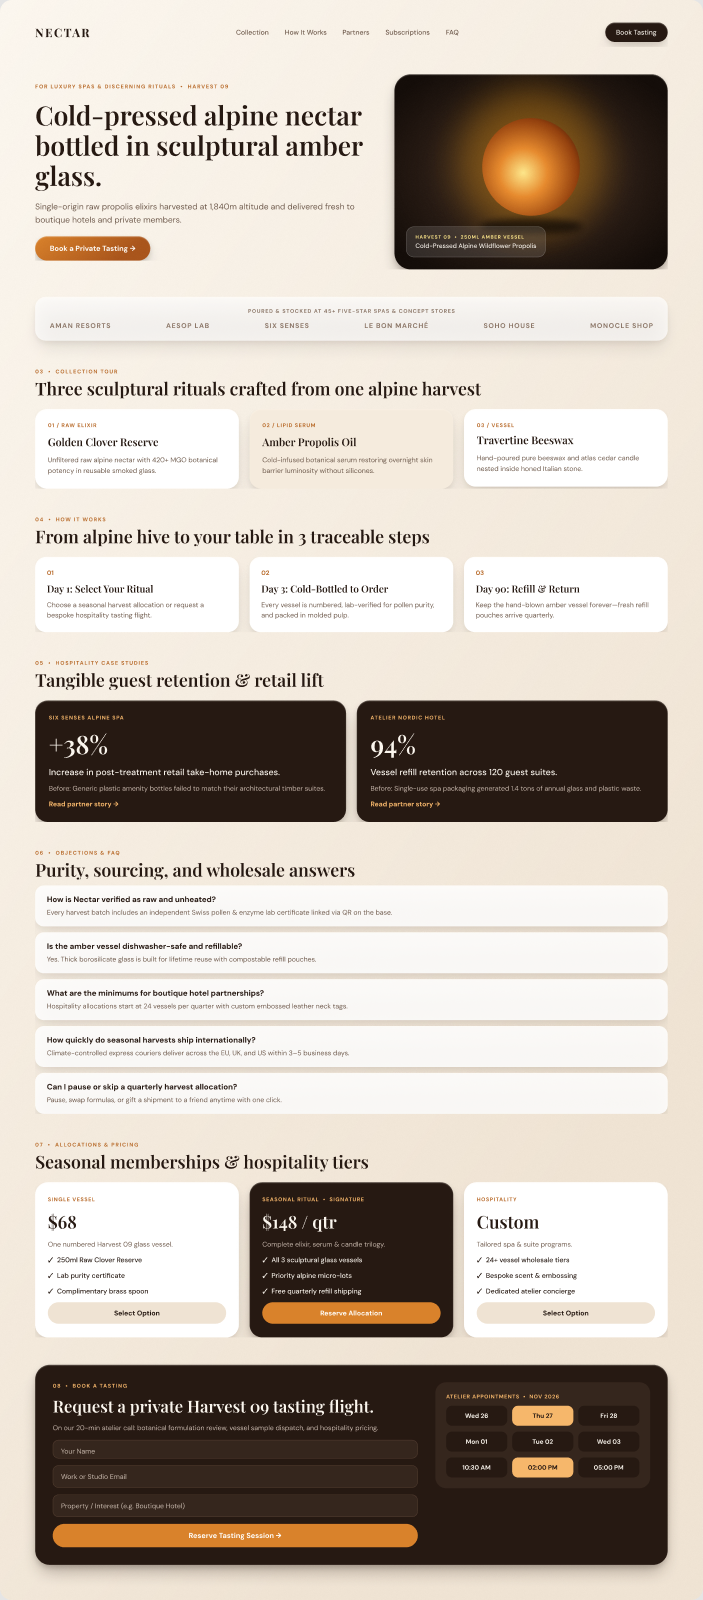 NECTAR
Collection How It Works Partners Subscriptions FAQ
Book Tasting
FOR LUXURY SPAS & DISCERNING RITUALS • HARVEST 09
Cold-pressed alpine nectar
bottled in sculptural amber
glass.
Single-origin raw propolis elixirs harvested at 1,840m altitude and delivered fresh to
boutique hotels and private members.
Book a Private Tasting →
HARVEST 09 • 250ML AMBER VESSEL
Cold-Pressed Alpine Wildflower Propolis
POURED & STOCKED AT 45+ FIVE-STAR SPAS & CONCEPT STORES
AMAN RESORTS AESOP LAB SIX SENSES LE BON MARCHÉ SOHO HOUSE MONOCLE SHOP
03 • COLLECTION TOUR
Three sculptural rituals crafted from one alpine harvest
01 / RAW ELIXIR
Golden Clover Reserve
Unfiltered raw alpine nectar with 420+ MGO botanical
potency in reusable smoked glass.
02 / LIPID SERUM
Amber Propolis Oil
Cold-infused botanical serum restoring overnight skin
barrier luminosity without silicones.
03 / VESSEL
Travertine Beeswax
Hand-poured pure beeswax and atlas cedar candle
nested inside honed Italian stone.
04 • HOW IT WORKS
From alpine hive to your table in 3 traceable steps
01
Day 1: Select Your Ritual
Choose a seasonal harvest allocation or request a
bespoke hospitality tasting flight.
02
Day 3: Cold-Bottled to Order
Every vessel is numbered, lab-verified for pollen purity,
and packed in molded pulp.
03
Day 90: Refill & Return
Keep the hand-blown amber vessel forever—fresh refill
pouches arrive quarterly.
05 • HOSPITALITY CASE STUDIES
Tangible guest retention & retail lift
SIX SENSES ALPINE SPA
+38%
Increase in post-treatment retail take-home purchases.
Before: Generic plastic amenity bottles failed to match their architectural timber suites.
Read partner story →
ATELIER NORDIC HOTEL
94%
Vessel refill retention across 120 guest suites.
Before: Single-use spa packaging generated 1.4 tons of annual glass and plastic waste.
Read partner story →
06 • OBJECTIONS & FAQ
Purity, sourcing, and wholesale answers
How is Nectar verified as raw and unheated?
Every harvest batch includes an independent Swiss pollen & enzyme lab certificate linked via QR on the base.
Is the amber vessel dishwasher-safe and refillable?
Yes. Thick borosilicate glass is built for lifetime reuse with compostable refill pouches.
What are the minimums for boutique hotel partnerships?
Hospitality allocations start at 24 vessels per quarter with custom embossed leather neck tags.
How quickly do seasonal harvests ship internationally?
Climate-controlled express couriers deliver across the EU, UK, and US within 3–5 business days.
Can I pause or skip a quarterly harvest allocation?
Pause, swap formulas, or gift a shipment to a friend anytime with one click.
07 • ALLOCATIONS & PRICING
Seasonal memberships & hospitality tiers
SINGLE VESSEL
$68
One numbered Harvest 09 glass vessel.
✓ 250ml Raw Clover Reserve
✓ Lab purity certificate
✓ Complimentary brass spoon
Select Option
SEASONAL RITUAL • SIGNATURE
$148 / qtr
Complete elixir, serum & candle trilogy.
✓ All 3 sculptural glass vessels
✓ Priority alpine micro-lots
✓ Free quarterly refill shipping
Reserve Allocation
HOSPITALITY
Custom
Tailored spa & suite programs.
✓ 24+ vessel wholesale tiers
✓ Bespoke scent & embossing
✓ Dedicated atelier concierge
Select Option
08 • BOOK A TASTING
Request a private Harvest 09 tasting flight.
On our 20-min atelier call: botanical formulation review, vessel sample dispatch, and hospitality pricing.
Your Name
Work or Studio Email
Property / Interest (e.g. Boutique Hotel)
Reserve Tasting Session →
ATELIER APPOINTMENTS • NOV 2026
Wed 26 Thu 27 Fri 28
Mon 01 Tue 02 Wed 03
10:30 AM 02:00 PM 05:00 PM